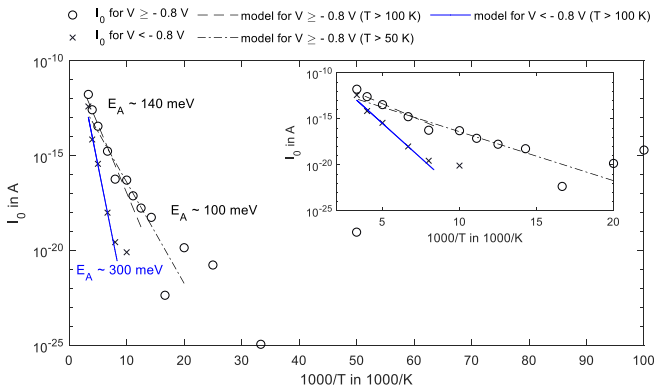 I0 for V ≥ - 0.8 V
model for V ≥ - 0.8 V (T > 100 K)
model for V < - 0.8 V (T > 100 K)
I0 for V < - 0.8 V
model for V ≥ - 0.8 V (T > 50 K)
10-10
10-15
10-20
10-25
I0 in A
EA ~ 140 meV
EA ~ 100 meV
EA ~ 300 meV
0 10 20 30 40 50 60 70 80 90 100
1000/T in 1000/K
10-10
10-15
10-20
10-25
I0 in A
5 10 15 20
1000/T in 1000/K